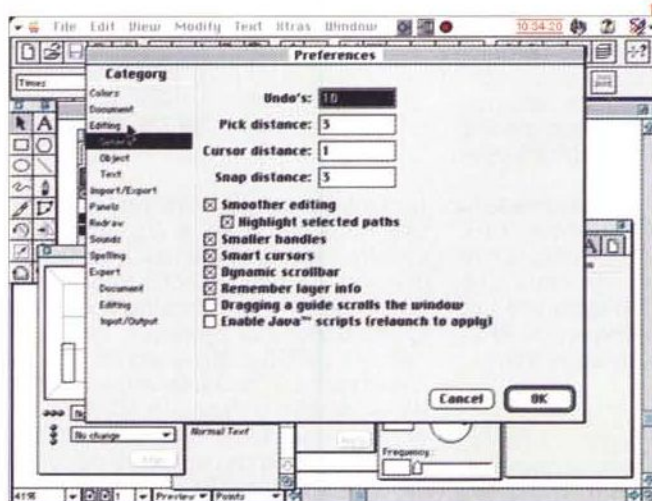 File Edit View Modify Text Xtras Window 10:54:20
Preferences
Times
Category
Colors
Document
Editing
General
Object
Text
Import/Export
Panels
Redraw
Sounds
Spelling
Expert
Document
Editing
Input/Output
Undo's: 10
Pick distance: 3
Cursor distance: 1
Snap distance: 3
Smoother editing
Highlight selected paths
Smaller handles
Smart cursors
Dynamic scrollbar
Remember layer info
Dragging a guide scrolls the window
Enable Java™ scripts (relaunch to apply)
Cancel OK
No change
Normal Text
Frequency:
419% 1 Preview Points